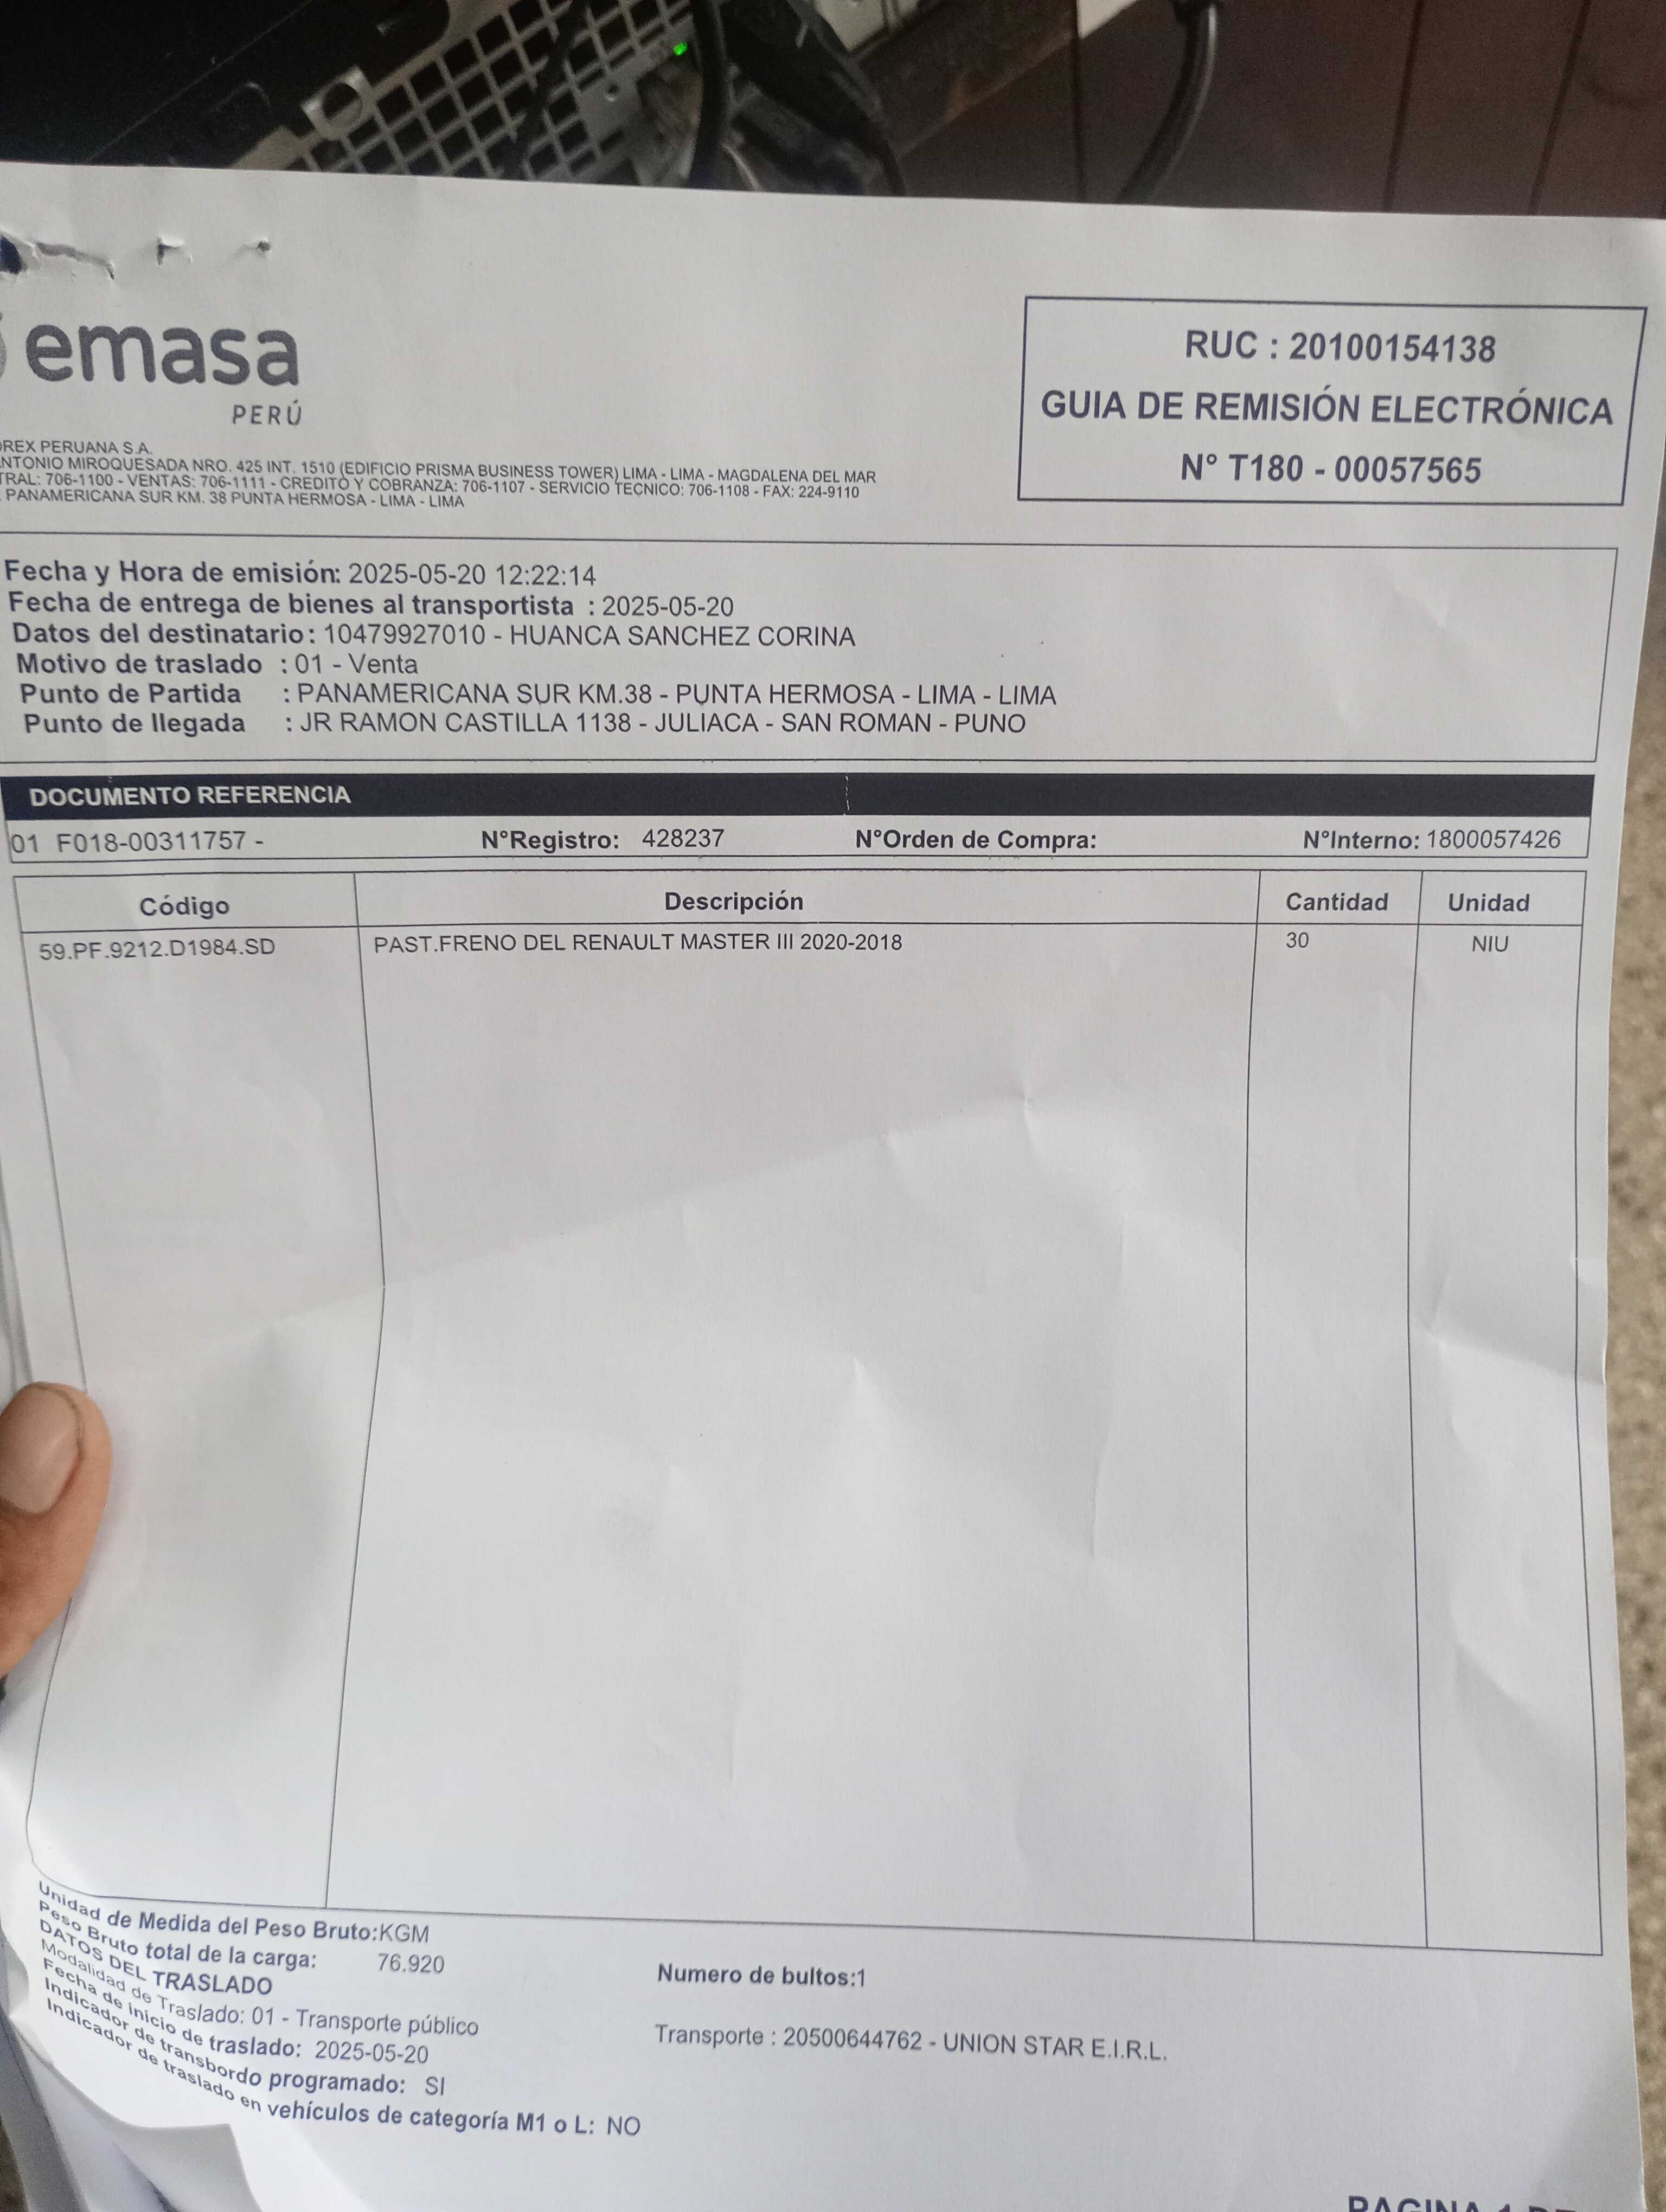 emasa
PERÚ
RUC : 20100154138
GUIA DE REMISIÓN ELECTRÓNICA
N° T180 - 00057565
REX PERUANA S.A.
NTONIO MIROQUESADA NRO. 425 INT. 1510 (EDIFICIO PRISMA BUSINESS TOWER) LIMA - LIMA - MAGDALENA DEL MAR
TRAL: 706-1100 - VENTAS: 706-1111 - CREDITO Y COBRANZA: 706-1107 - SERVICIO TECNICO: 706-1108 - FAX: 224-9110
PANAMERICANA SUR KM. 38 PUNTA HERMOSA - LIMA - LIMA
Fecha y Hora de emisión: 2025-05-20 12:22:14
Fecha de entrega de bienes al transportista : 2025-05-20
Datos del destinatario: 10479927010 - HUANCA SANCHEZ CORINA
Motivo de traslado : 01 - Venta
Punto de Partida : PANAMERICANA SUR KM.38 - PUNTA HERMOSA - LIMA - LIMA
Punto de llegada : JR RAMON CASTILLA 1138 - JULIACA - SAN ROMAN - PUNO
DOCUMENTO REFERENCIA
01 F018-00311757 - N°Registro: 428237 N°Orden de Compra: N°Interno: 1800057426
Código Descripción Cantidad Unidad
59.PF.9212.D1984.SD PAST.FRENO DEL RENAULT MASTER III 2020-2018 30 NIU
Unidad de Medida del Peso Bruto:KGM
Peso Bruto total de la carga: 76.920
Numero de bultos:1
DATOS DEL TRASLADO
Modalidad de Traslado: 01 - Transporte público
Transporte : 20500644762 - UNION STAR E.I.R.L.
Fecha de inicio de traslado: 2025-05-20
Indicador de transbordo programado: SI
Indicador de traslado en vehículos de categoría M1 o L: NO
PAGINA 1